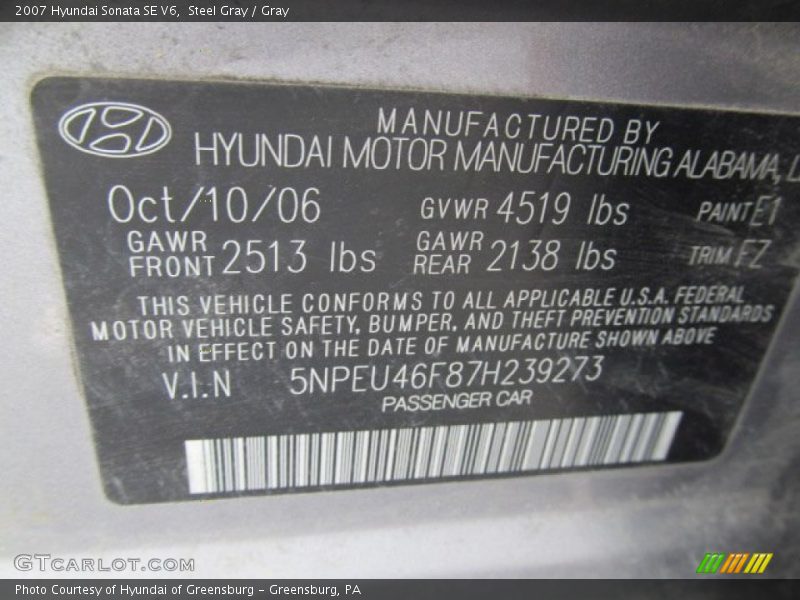 2007 Hyundai Sonata SE V6, Steel Gray / Gray
MANUFACTURED BY
HYUNDAI MOTOR MANUFACTURING ALABAMA,
Oct/10/06 GVWR 4519 lbs PAINT E1
GAWR FRONT 2513 lbs GAWR REAR 2138 lbs TRIM FZ
THIS VEHICLE CONFORMS TO ALL APPLICABLE U.S.A. FEDERAL
MOTOR VEHICLE SAFETY, BUMPER, AND THEFT PREVENTION STANDARDS
IN EFFECT ON THE DATE OF MANUFACTURE SHOWN ABOVE
V.I.N 5NPEU46F87H239273
PASSENGER CAR
GTCARLOT.COM
Photo Courtesy of Hyundai of Greensburg - Greensburg, PA